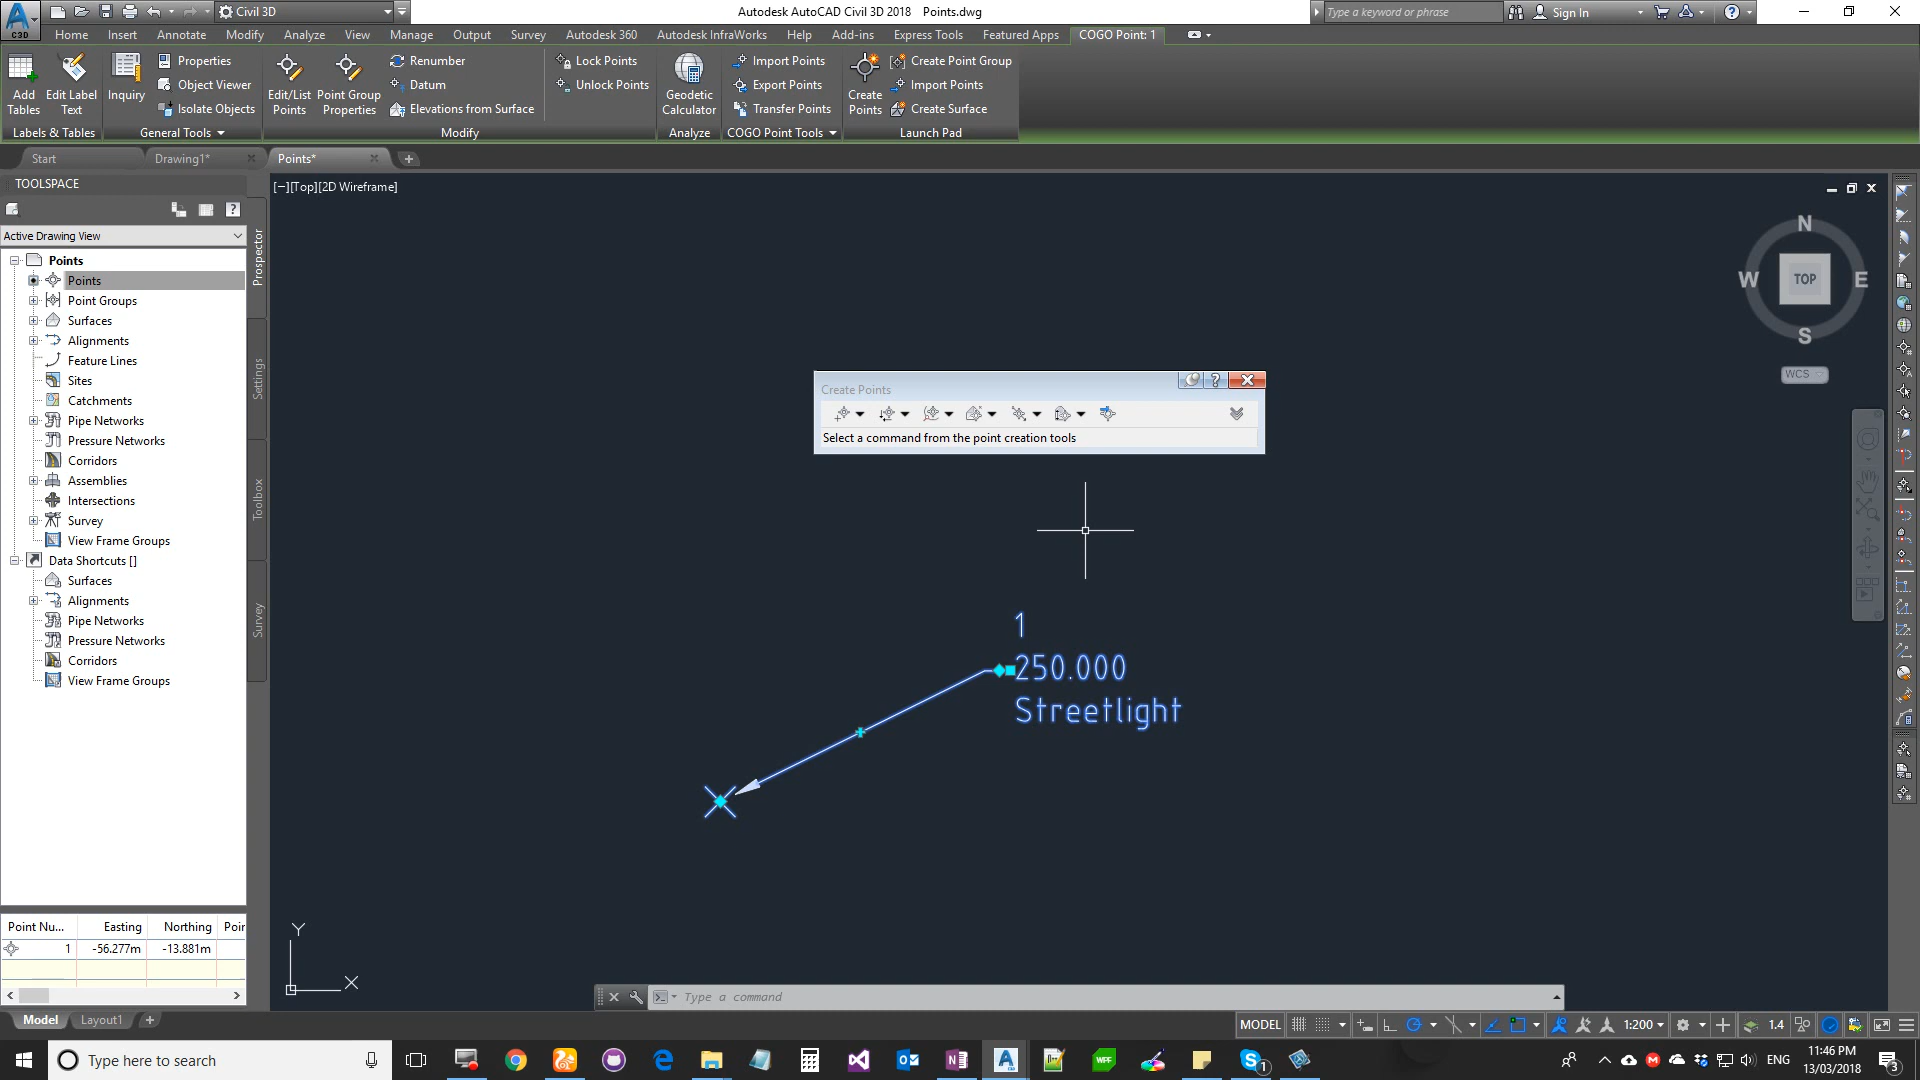 Civil 3D
Autodesk AutoCAD Civil 3D 2018 Points.dwg
Type a keyword or phrase
Sign In
C3D
Home Insert Annotate Modify Analyze View Manage Output Survey Autodesk 360 Autodesk InfraWorks Help Add-ins Express Tools Featured Apps COGO Point: 1
Add Tables
Edit Label Text
Labels & Tables
Inquiry
Properties
Object Viewer
Isolate Objects
General Tools
Edit/List Points
Point Group Properties
Renumber
Datum
Elevations from Surface
Lock Points
Unlock Points
Modify
Geodetic Calculator
Analyze
Import Points
Export Points
Transfer Points
COGO Point Tools
Create Points
Create Point Group
Import Points
Create Surface
Launch Pad
Start
Drawing1*
Points*
TOOLSPACE
Active Drawing View
Points
Points
Point Groups
Surfaces
Alignments
Feature Lines
Sites
Catchments
Pipe Networks
Pressure Networks
Corridors
Assemblies
Intersections
Survey
View Frame Groups
Data Shortcuts []
Surfaces
Alignments
Pipe Networks
Pressure Networks
Corridors
View Frame Groups
Prospector
Settings
Toolbox
Survey
Point Nu... Easting Northing Poir
1 -56.277m -13.881m
[−][Top][2D Wireframe]
N
W TOP E
S
WCS
Create Points
Select a command from the point creation tools
1
250.000
Streetlight
Y
X
Type a command
Model Layout1
MODEL 1:200 1.4
Type here to search
ENG
11:46 PM
13/03/2018